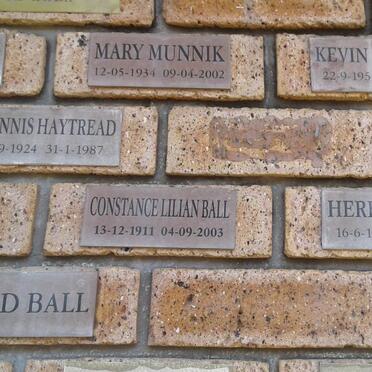 MARY MUNNIK
12-05-1934 09-04-2002
KEVIN
22-9-195
NNIS HAYTREAD
9-1924 31-1-1987
CONSTANCE LILIAN BALL
13-12-1911 04-09-2003
HER
16-6-1
D BALL